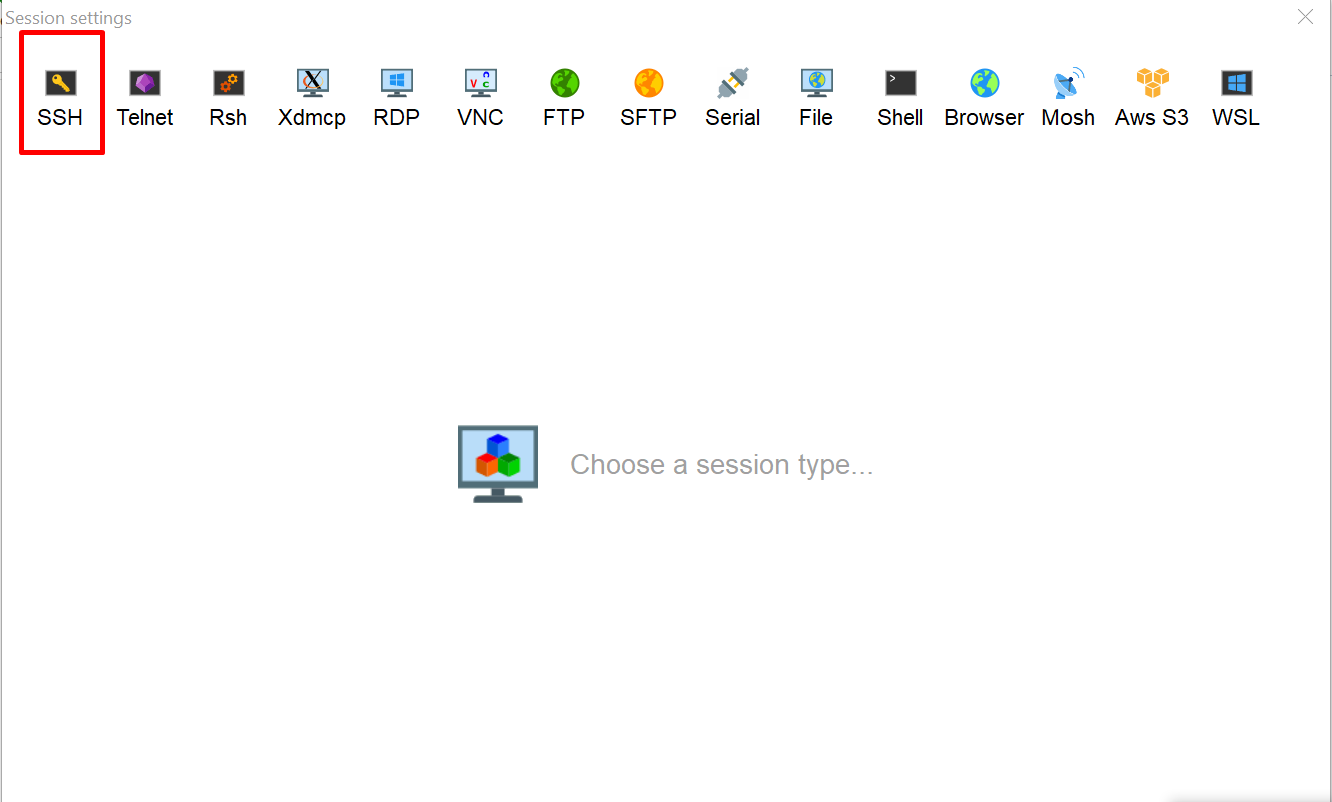 Session settings
SSH Telnet Rsh Xdmcp RDP VNC FTP SFTP Serial File Shell Browser Mosh Aws S3 WSL
Choose a session type...